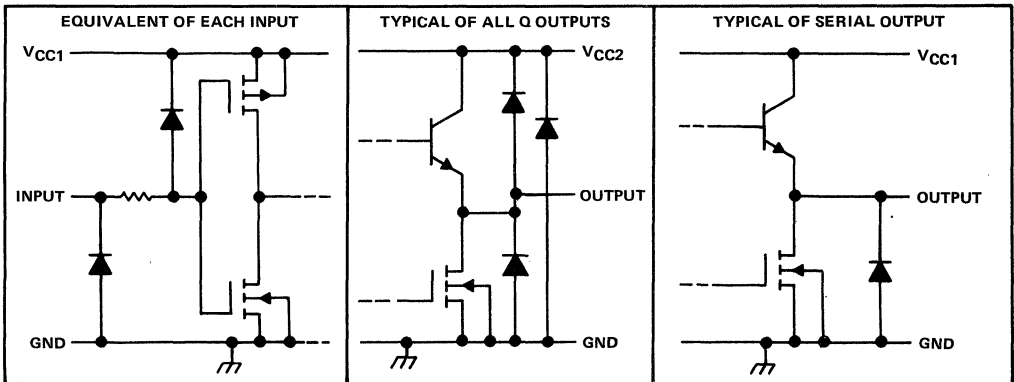 EQUIVALENT OF EACH INPUT
VCC1
INPUT
GND
TYPICAL OF ALL Q OUTPUTS
VCC2
OUTPUT
GND
TYPICAL OF SERIAL OUTPUT
VCC1
OUTPUT
GND